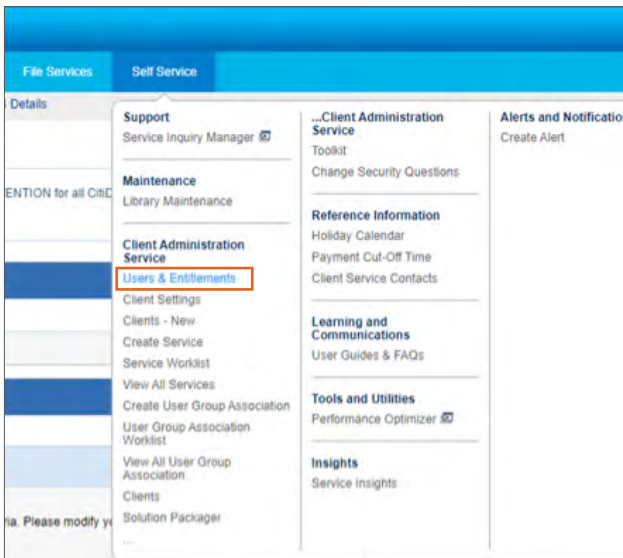 File Services
Self Service
Details
ENTION for all CitiD
ria. Please modify yo
Support
Service Inquiry Manager
Maintenance
Library Maintenance
Client Administration
Service
Users & Entitlements
Client Settings
Clients - New
Create Service
Service Worklist
View All Services
Create User Group Association
User Group Association
Worklist
View All User Group
Association
Clients
Solution Packager
...
...Client Administration
Service
Toolkit
Change Security Questions
Reference Information
Holiday Calendar
Payment Cut-Off Time
Client Service Contacts
Learning and
Communications
User Guides & FAQs
Tools and Utilities
Performance Optimizer
Insights
Service Insights
Alerts and Notificatio
Create Alert